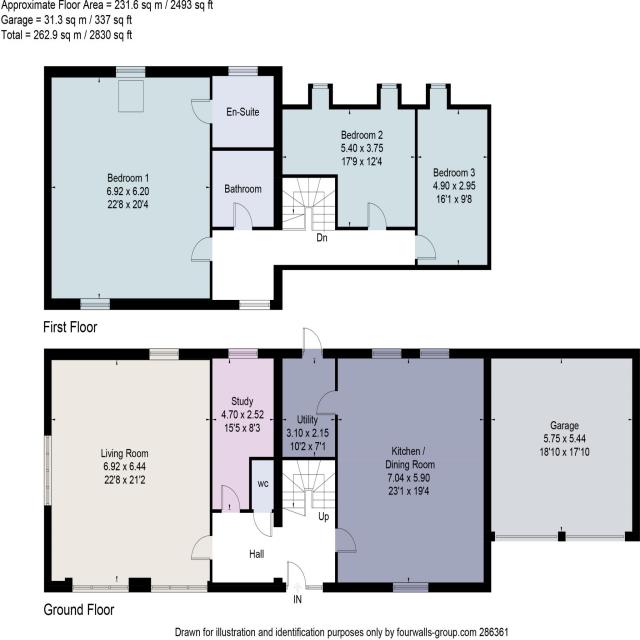 Approximate Floor Area = 231.6 sq m / 2493 sq ft
Garage = 31.3 sq m / 337 sq ft
Total = 262.9 sq m / 2830 sq ft
En-Suite
Bedroom 1
6.92 x 6.20
22'8 x 20'4
Bathroom
Bedroom 2
5.40 x 3.75
17'9 x 12'4
Bedroom 3
4.90 x 2.95
16'1 x 9'8
Dn
First Floor
Living Room
6.92 x 6.44
22'8 x 21'2
Study
4.70 x 2.52
15'5 x 8'3
Utility
3.10 x 2.15
10'2 x 7'1
Kitchen /
Dining Room
7.04 x 5.90
23'1 x 19'4
Garage
5.75 x 5.44
18'10 x 17'10
wc
Up
Hall
IN
Ground Floor
Drawn for illustration and identification purposes only by fourwalls-group.com 286361